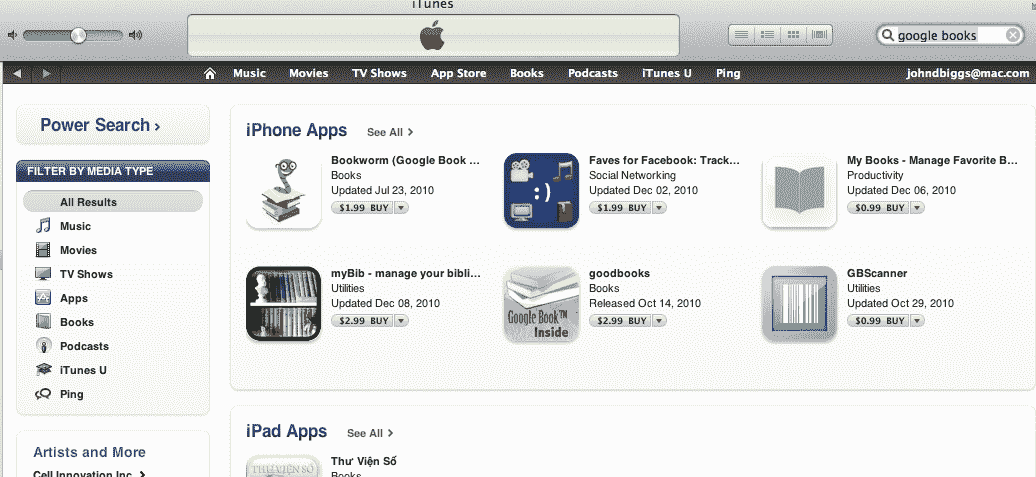 iTunes
google books
Music Movies TV Shows App Store Books Podcasts iTunes U Ping johndbiggs@mac.com
Power Search ›
FILTER BY MEDIA TYPE
All Results
Music
Movies
TV Shows
Apps
Books
Podcasts
iTunes U
Ping
Artists and More
Cell Innovation Inc.
iPhone Apps See All ›
Bookworm (Google Book ...
Books
Updated Jul 23, 2010
$1.99 BUY
Faves for Facebook: Track...
Social Networking
Updated Dec 02, 2010
$1.99 BUY
:)
My Books - Manage Favorite B...
Productivity
Updated Dec 06, 2010
$0.99 BUY
myBib - manage your bibli...
Utilities
Updated Dec 08, 2010
$2.99 BUY
Google Book™
Inside
goodbooks
Books
Released Oct 14, 2010
$2.99 BUY
GBScanner
Utilities
Updated Oct 29, 2010
$0.99 BUY
iPad Apps See All ›
THƯ VIỆN SỐ
Thư Viện Số
Books